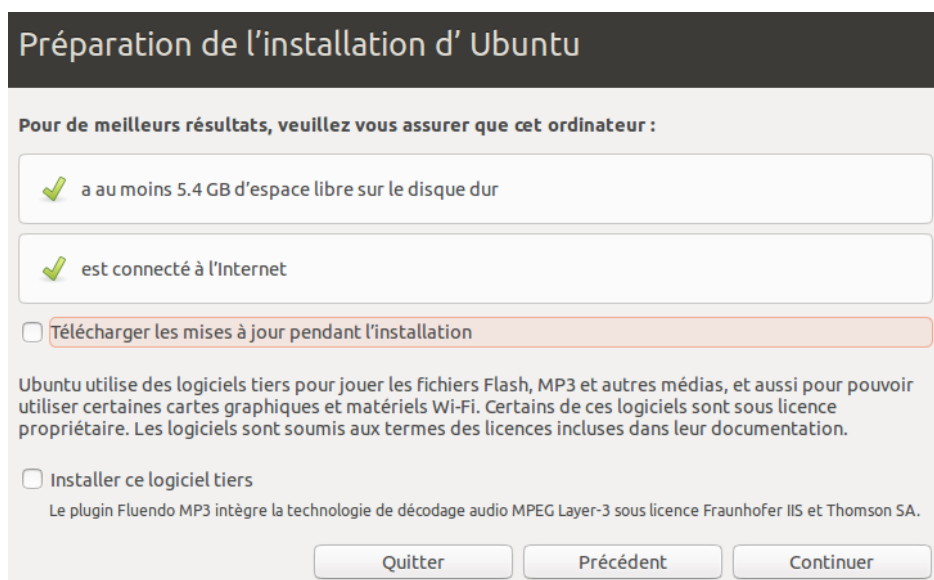 Préparation de l'installation d' Ubuntu
Pour de meilleurs résultats, veuillez vous assurer que cet ordinateur :
a au moins 5.4 GB d'espace libre sur le disque dur
est connecté à l'Internet
Télécharger les mises à jour pendant l'installation
Ubuntu utilise des logiciels tiers pour jouer les fichiers Flash, MP3 et autres médias, et aussi pour pouvoir
utiliser certaines cartes graphiques et matériels Wi-Fi. Certains de ces logiciels sont sous licence
propriétaire. Les logiciels sont soumis aux termes des licences incluses dans leur documentation.
Installer ce logiciel tiers
Le plugin Fluendo MP3 intègre la technologie de décodage audio MPEG Layer-3 sous licence Fraunhofer IIS et Thomson SA.
Quitter Précédent Continuer